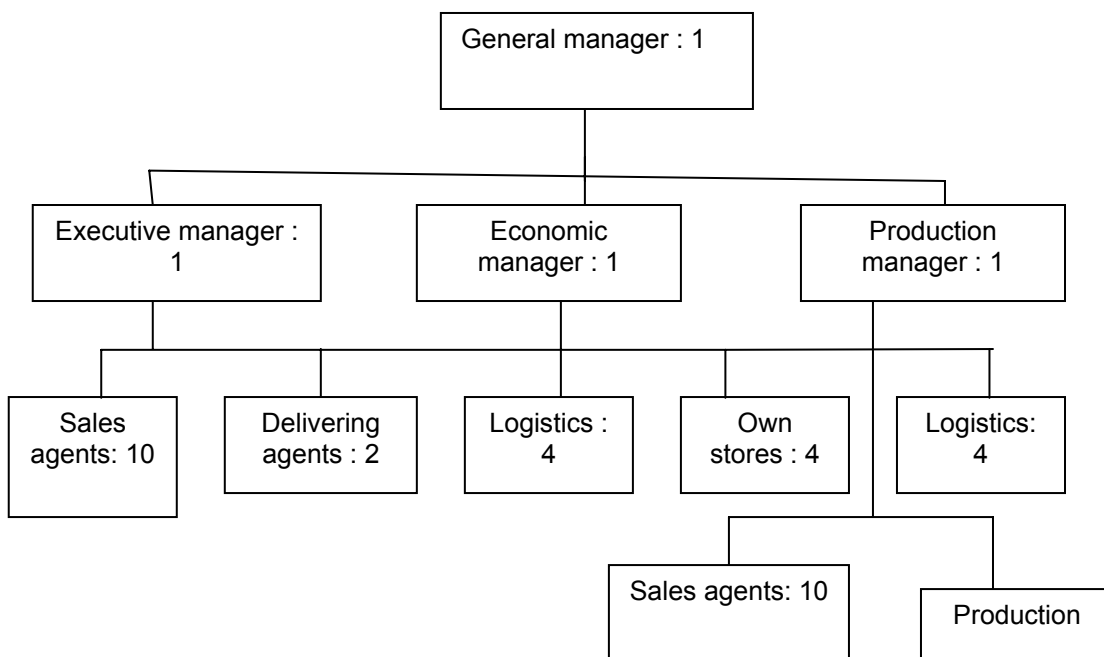 General manager : 1
Executive manager :
1
Economic
manager : 1
Production
manager : 1
Sales
agents: 10
Delivering
agents : 2
Logistics :
4
Own
stores : 4
Logistics:
4
Sales agents: 10
Production